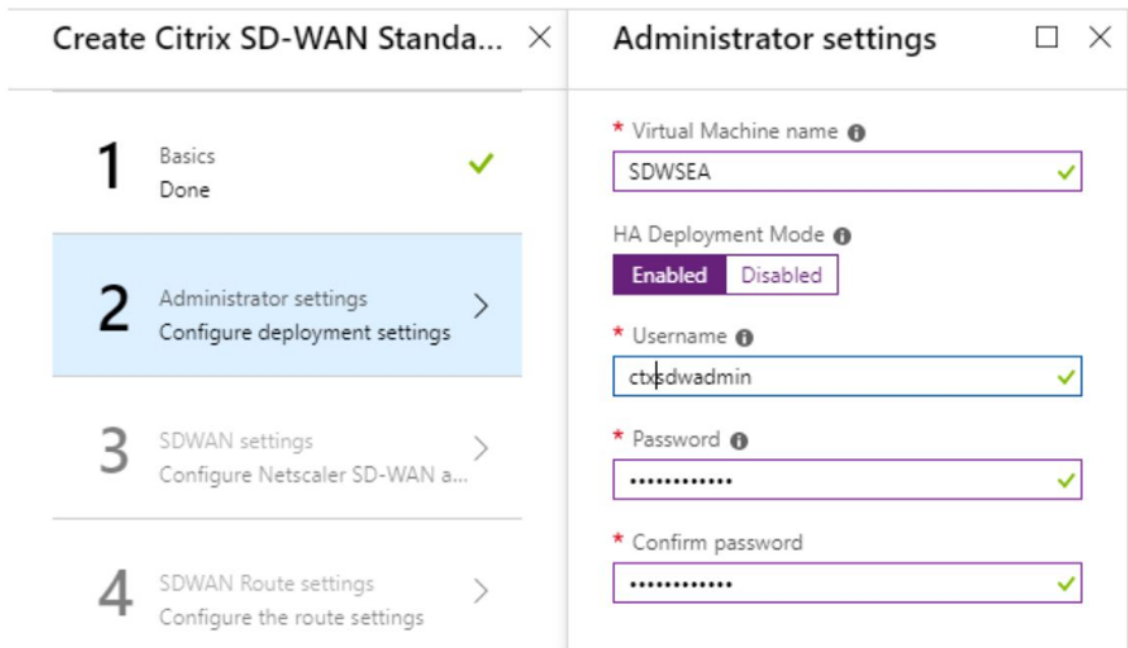 Create Citrix SD-WAN Standa...
1
Basics
Done
2
Administrator settings
Configure deployment settings
3
SDWAN settings
Configure Netscaler SD-WAN a...
4
SDWAN Route settings
Configure the route settings
Administrator settings
* Virtual Machine name
SDWSEA
HA Deployment Mode
Enabled Disabled
* Username
ctxsdwadmin
* Password
••••••••••••
* Confirm password
••••••••••••